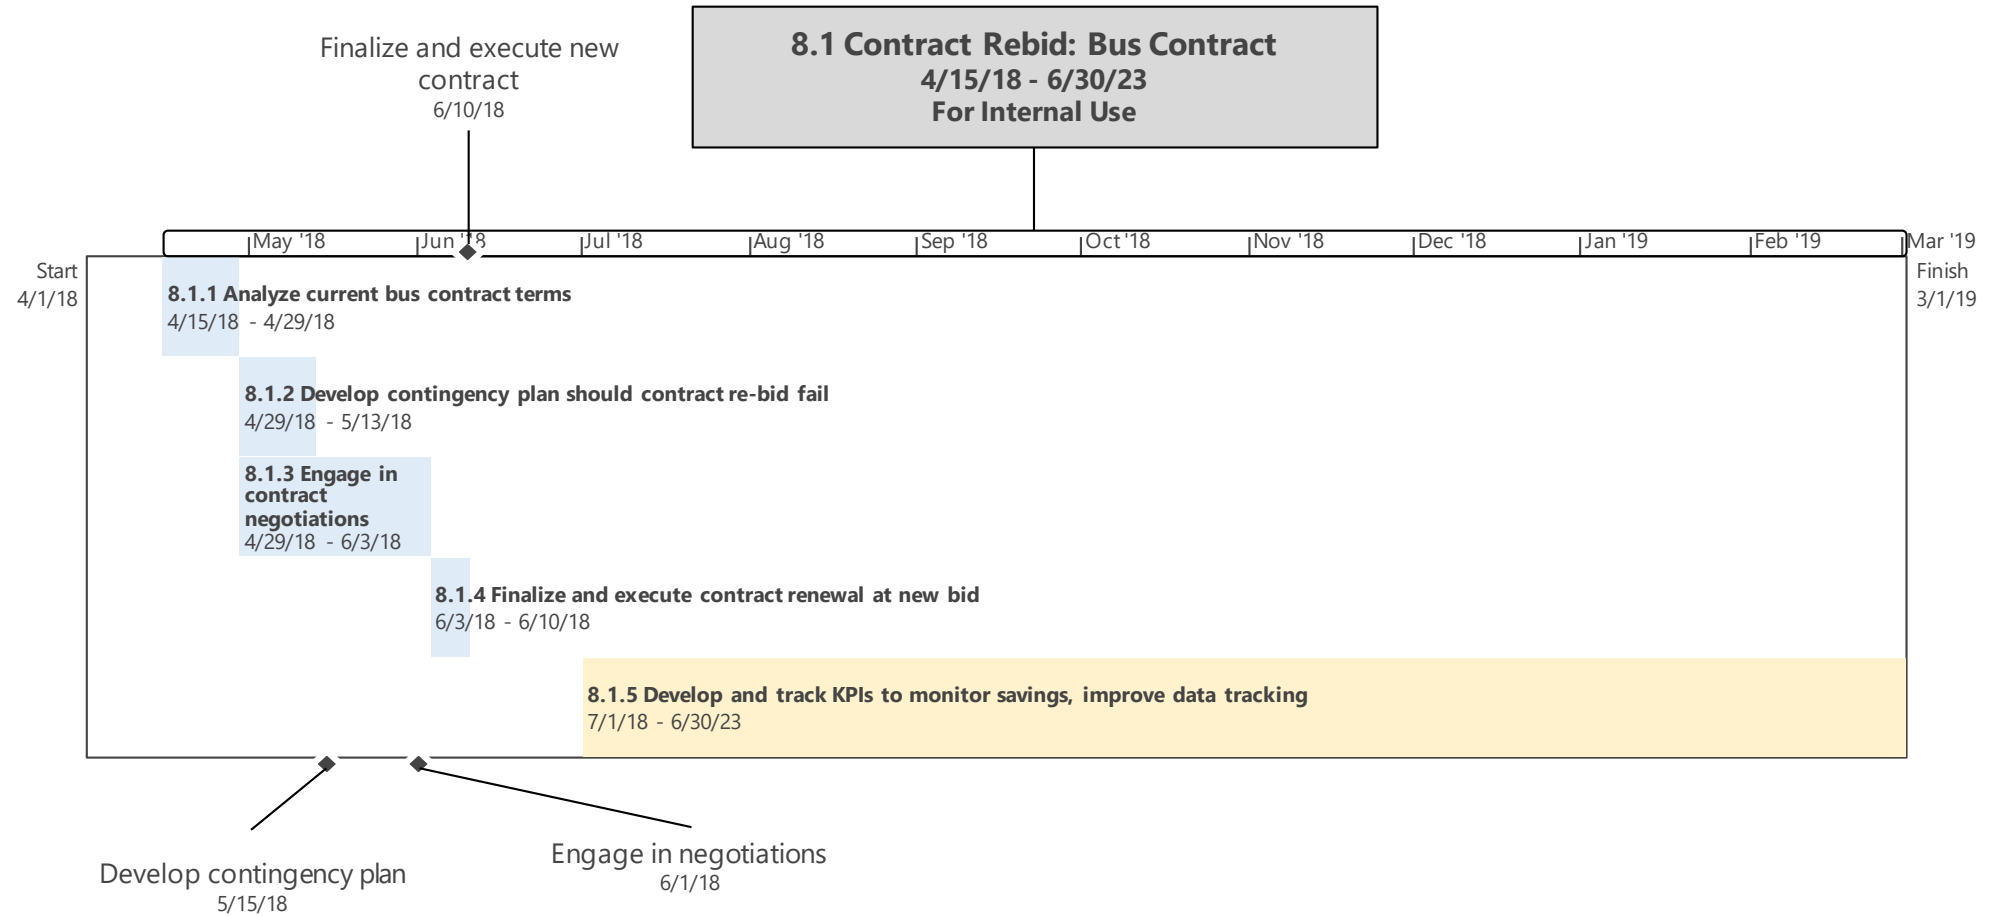 Finalize and execute new
contract
6/10/18
8.1 Contract Rebid: Bus Contract
4/15/18 - 6/30/23
For Internal Use
May '18
Jun '18
Jul '18
Aug '18
Sep '18
Oct '18
Nov '18
Dec '18
Jan '19
Feb '19
Mar '19
Start
4/1/18
Finish
3/1/19
8.1.1 Analyze current bus contract terms
4/15/18 - 4/29/18
8.1.2 Develop contingency plan should contract re-bid fail
4/29/18 - 5/13/18
8.1.3 Engage in
contract
negotiations
4/29/18 - 6/3/18
8.1.4 Finalize and execute contract renewal at new bid
6/3/18 - 6/10/18
8.1.5 Develop and track KPIs to monitor savings, improve data tracking
7/1/18 - 6/30/23
Develop contingency plan
5/15/18
Engage in negotiations
6/1/18